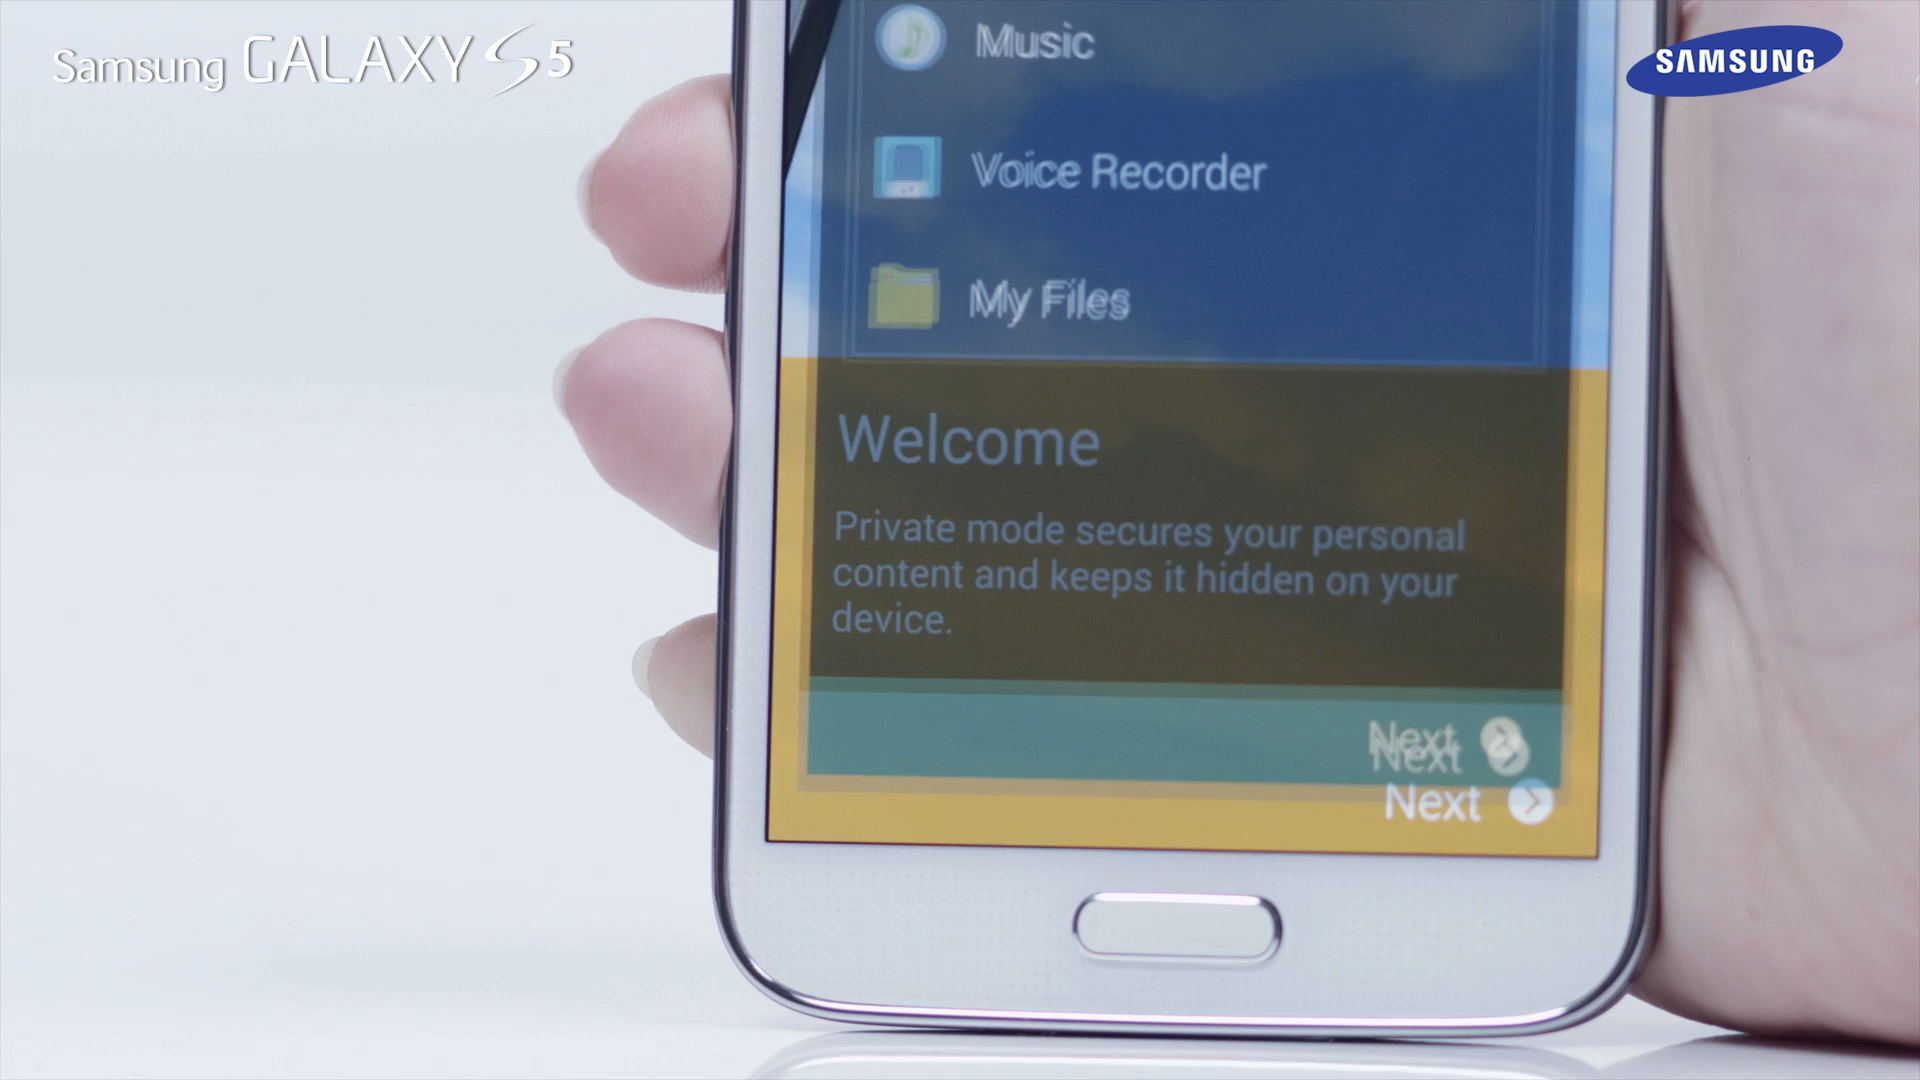 Samsung GALAXY S5
SAMSUNG
Music
Voice Recorder
My Files
Welcome
Private mode secures your personal
content and keeps it hidden on your
device.
Next
Next
Next